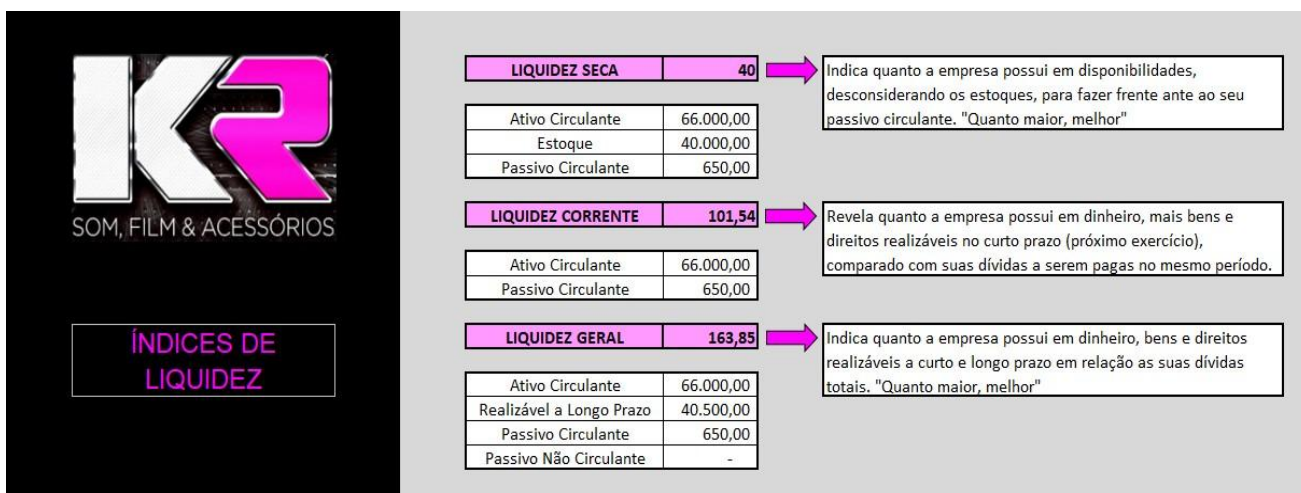 KR
SOM, FILM & ACESSÓRIOS
ÍNDICES DE
LIQUIDEZ
LIQUIDEZ SECA 40
Indica quanto a empresa possui em disponibilidades,
desconsiderando os estoques, para fazer frente ante ao seu
passivo circulante. "Quanto maior, melhor"
Ativo Circulante 66.000,00
Estoque 40.000,00
Passivo Circulante 650,00
LIQUIDEZ CORRENTE 101,54
Revela quanto a empresa possui em dinheiro, mais bens e
direitos realizáveis no curto prazo (próximo exercício),
comparado com suas dívidas a serem pagas no mesmo período.
Ativo Circulante 66.000,00
Passivo Circulante 650,00
LIQUIDEZ GERAL 163,85
Indica quanto a empresa possui em dinheiro, bens e direitos
realizáveis a curto e longo prazo em relação as suas dívidas
totais. "Quanto maior, melhor"
Ativo Circulante 66.000,00
Realizável a Longo Prazo 40.500,00
Passivo Circulante 650,00
Passivo Não Circulante -